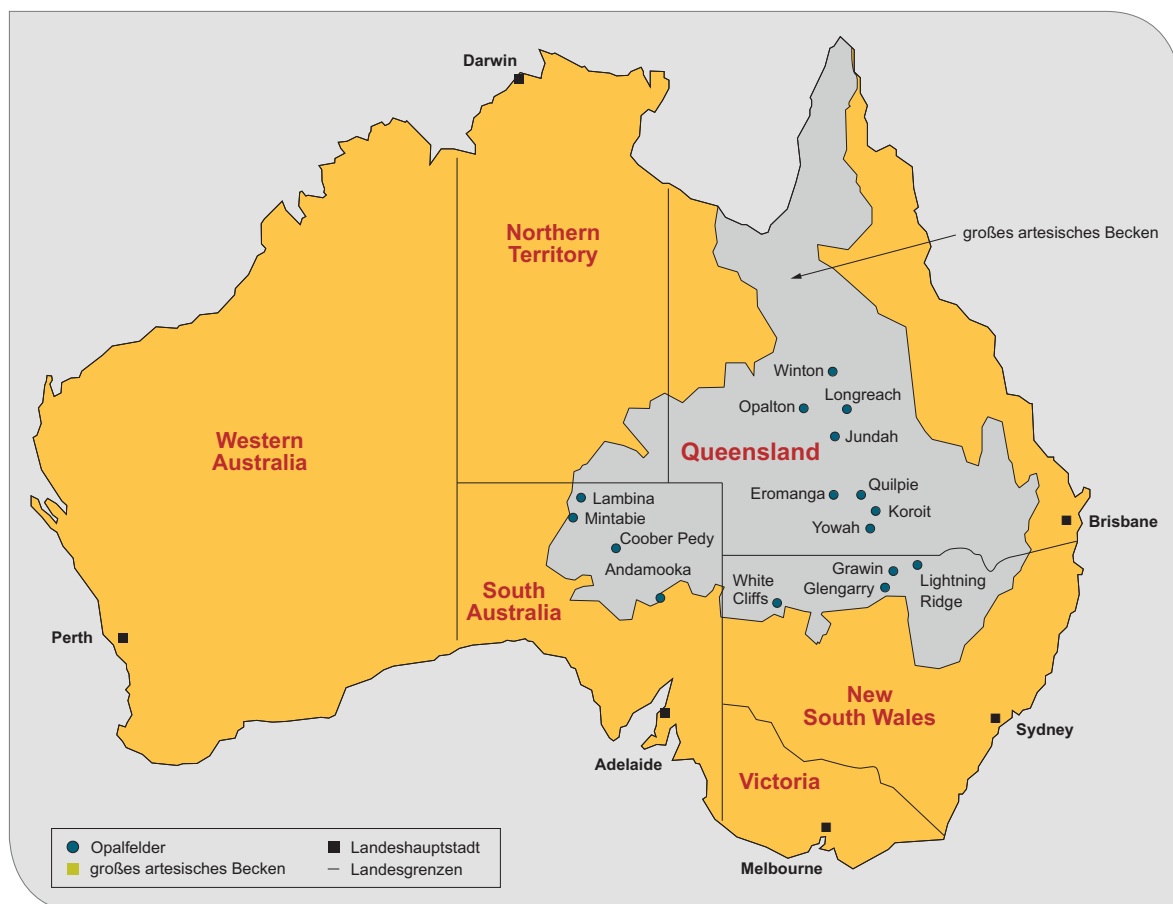 Darwin
Northern
Territory
großes artesisches Becken
Winton
Longreach
Opalton
Jundah
Western
Australia
Queensland
Lambina
Mintabie
Eromanga
Quilpie
Koroit
Yowah
Brisbane
Coober Pedy
Andamooka
White
Cliffs
Grawin
Glengarry
Lightning
Ridge
South
Australia
Perth
New
South Wales
Sydney
Adelaide
Victoria
Melbourne
Opalfelder
Landeshauptstadt
großes artesisches Becken
Landesgrenzen